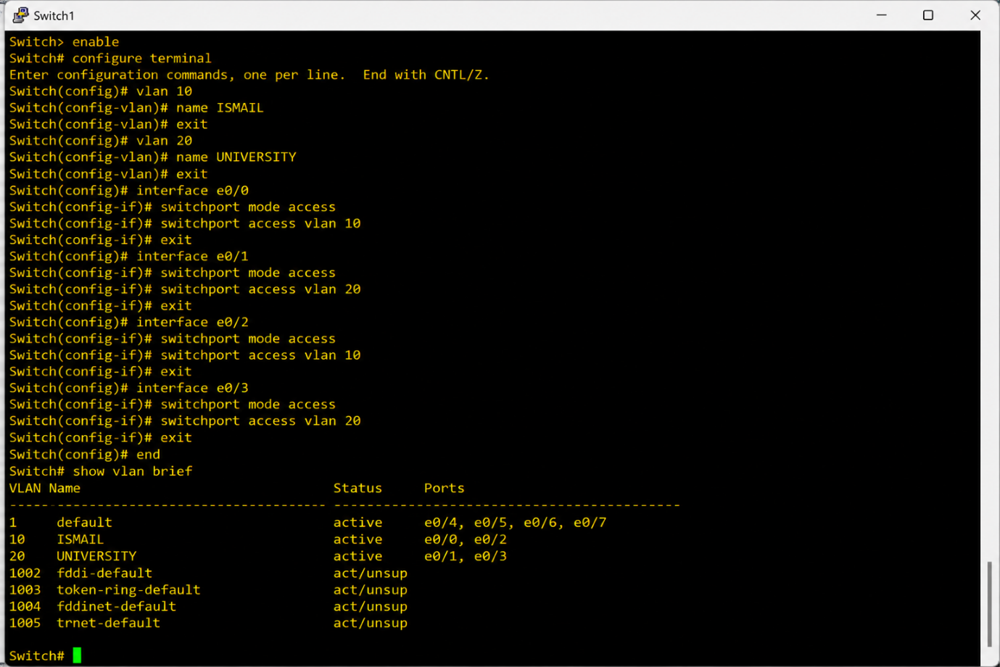 Switch1
Switch> enable
Switch# configure terminal
Enter configuration commands, one per line.  End with CNTL/Z.
Switch(config)# vlan 10
Switch(config-vlan)# name ISMAIL
Switch(config-vlan)# exit
Switch(config)# vlan 20
Switch(config-vlan)# name UNIVERSITY
Switch(config-vlan)# exit
Switch(config)# interface e0/0
Switch(config-if)# switchport mode access
Switch(config-if)# switchport access vlan 10
Switch(config-if)# exit
Switch(config)# interface e0/1
Switch(config-if)# switchport mode access
Switch(config-if)# switchport access vlan 20
Switch(config-if)# exit
Switch(config)# interface e0/2
Switch(config-if)# switchport mode access
Switch(config-if)# switchport access vlan 10
Switch(config-if)# exit
Switch(config)# interface e0/3
Switch(config-if)# switchport mode access
Switch(config-if)# switchport access vlan 20
Switch(config-if)# exit
Switch(config)# end
Switch# show vlan brief
VLAN Name                                Status     Ports
---------------------------------------- -------------------------------------------
1     default                            active     e0/4, e0/5, e0/6, e0/7
10    ISMAIL                             active     e0/0, e0/2
20    UNIVERSITY                         active     e0/1, e0/3
1002  fddi-default                       act/unsup
1003  token-ring-default                 act/unsup
1004  fddinet-default                    act/unsup
1005  trnet-default                      act/unsup
Switch#